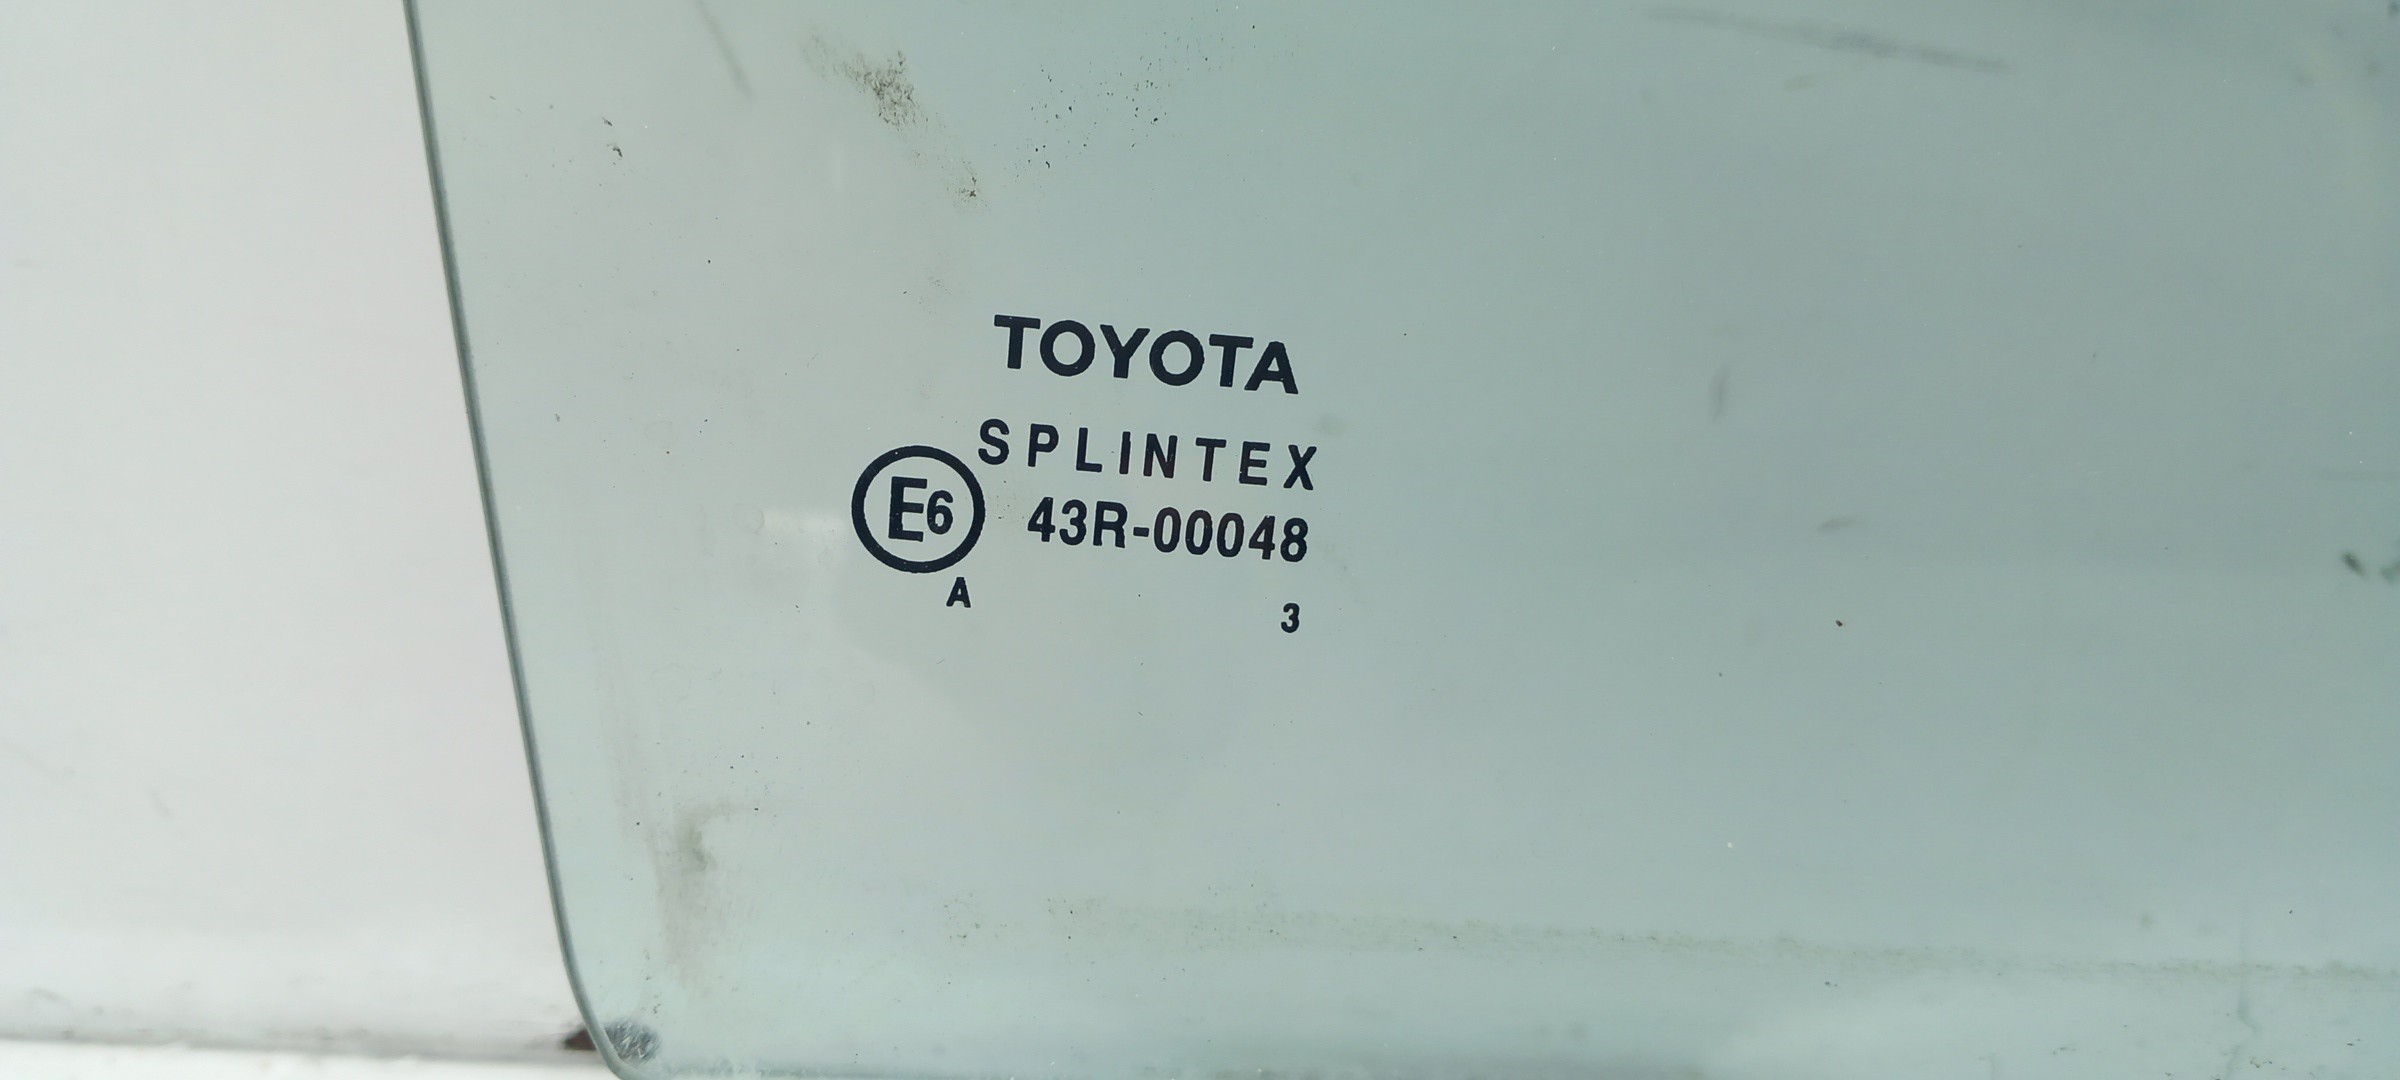 TOYOTA
SPLINTEX
E6 43R-00048
A 3